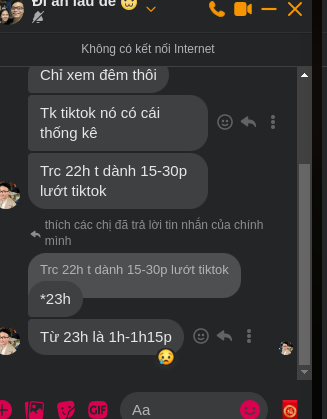 Đi ăn lẩu dê
Không có kết nối Internet
Chỉ xem đêm thôi
Tk tiktok nó có cái
thống kê
Trc 22h t dành 15-30p
lướt tiktok
thích các chị đã trả lời tin nhắn của chính
mình
Trc 22h t dành 15-30p lướt tiktok
*23h
Từ 23h là 1h-1h15p
GIF
Aa